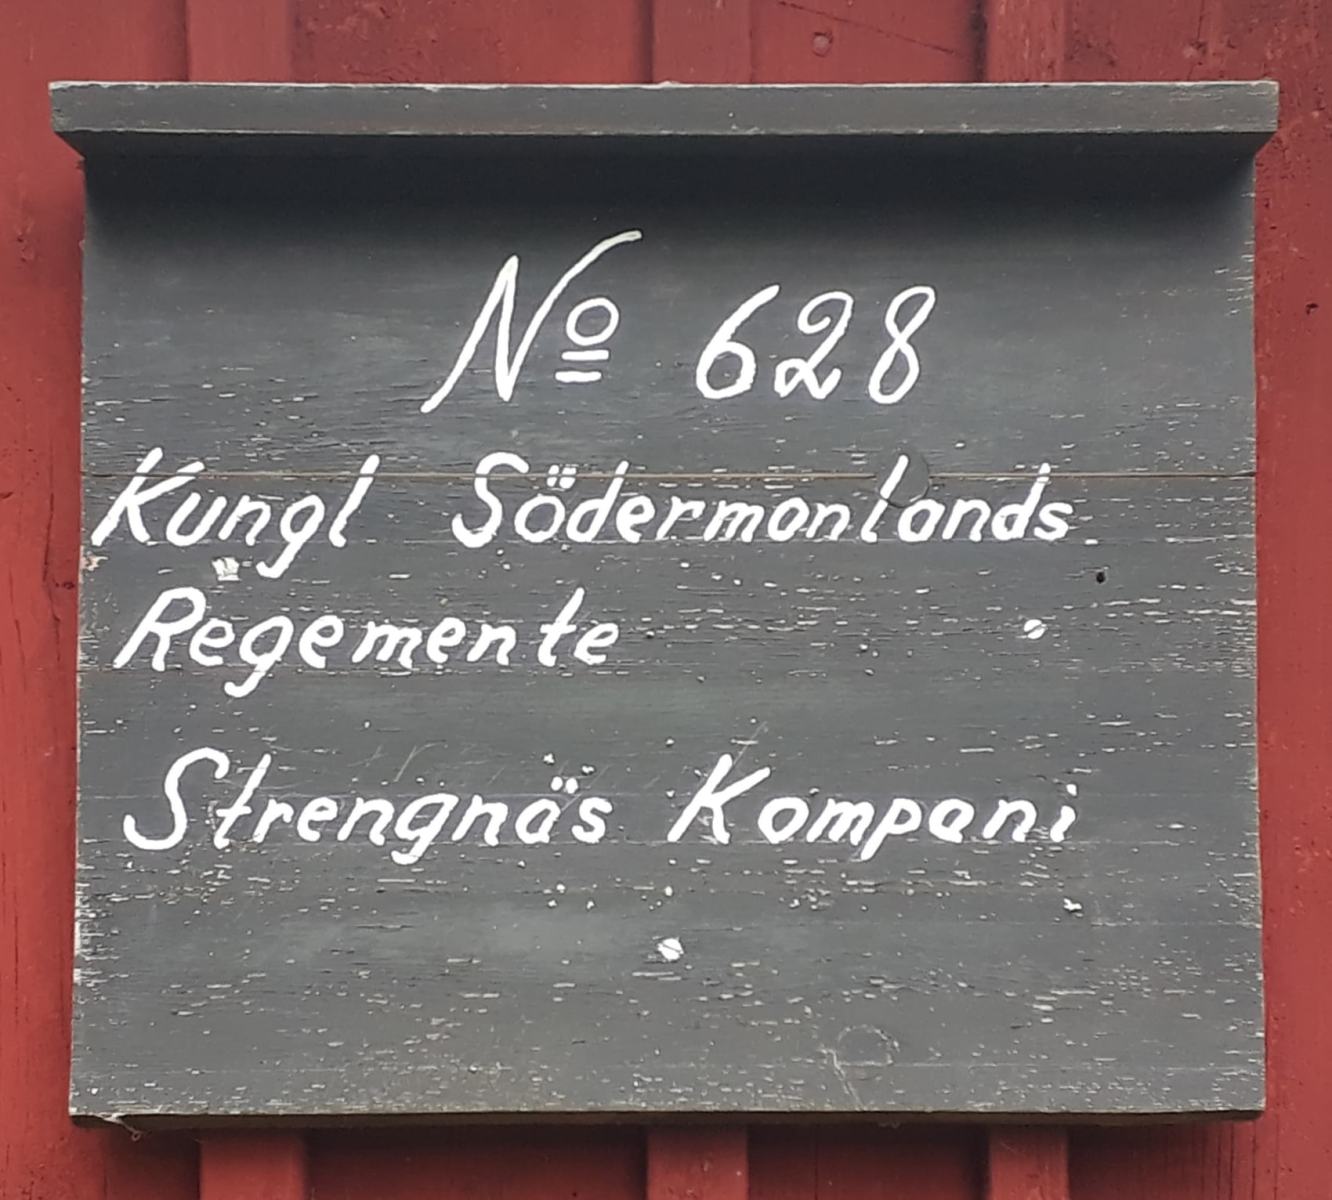 Nº 628
Kungl Södermanlands
Regemente
Strengnäs Kompani